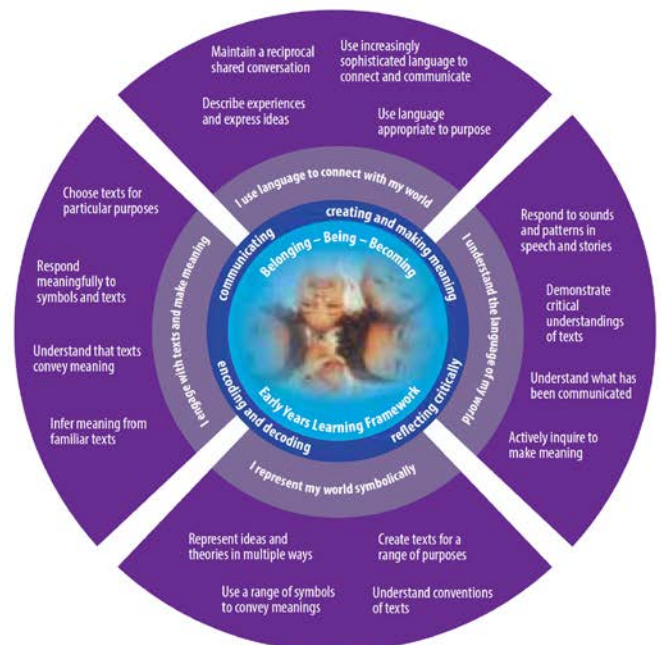 Maintain a reciprocal
shared conversation
Use increasingly
sophisticated language to
connect and communicate
Describe experiences
and express ideas
Use language
appropriate to purpose
I use language to connect with my world
Choose texts for
particular purposes
Respond
meaningfully to
symbols and texts
Understand that texts
convey meaning
Infer meaning from
familiar texts
I engage with texts and make meaning
communicating
creating and making meaning
Belonging – Being – Becoming
Early Years Learning Framework
encoding and decoding
reflecting critically
I understand the language of my world
Respond to sounds
and patterns in
speech and stories
Demonstrate
critical
understandings
of texts
Understand what has
been communicated
Actively inquire to
make meaning
I represent my world symbolically
Represent ideas and
theories in multiple ways
Create texts for a
range of purposes
Use a range of symbols
to convey meanings
Understand conventions
of texts